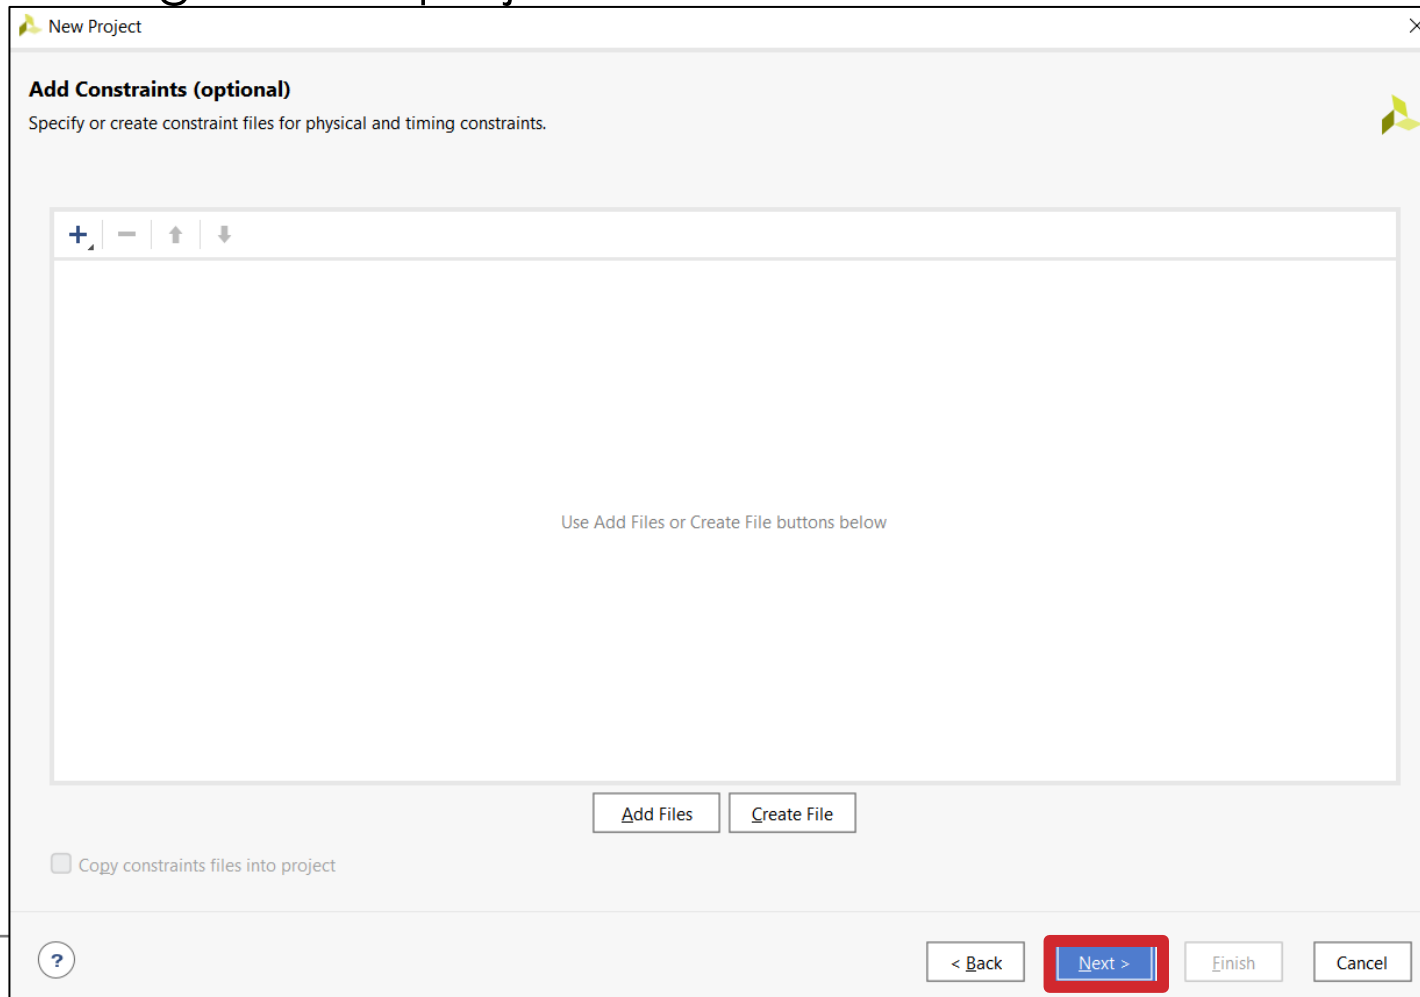 New Project
Add Constraints (optional)
Specify or create constraint files for physical and timing constraints.
Use Add Files or Create File buttons below
Add Files Create File
Copy constraints files into project
? < Back Next > Finish Cancel